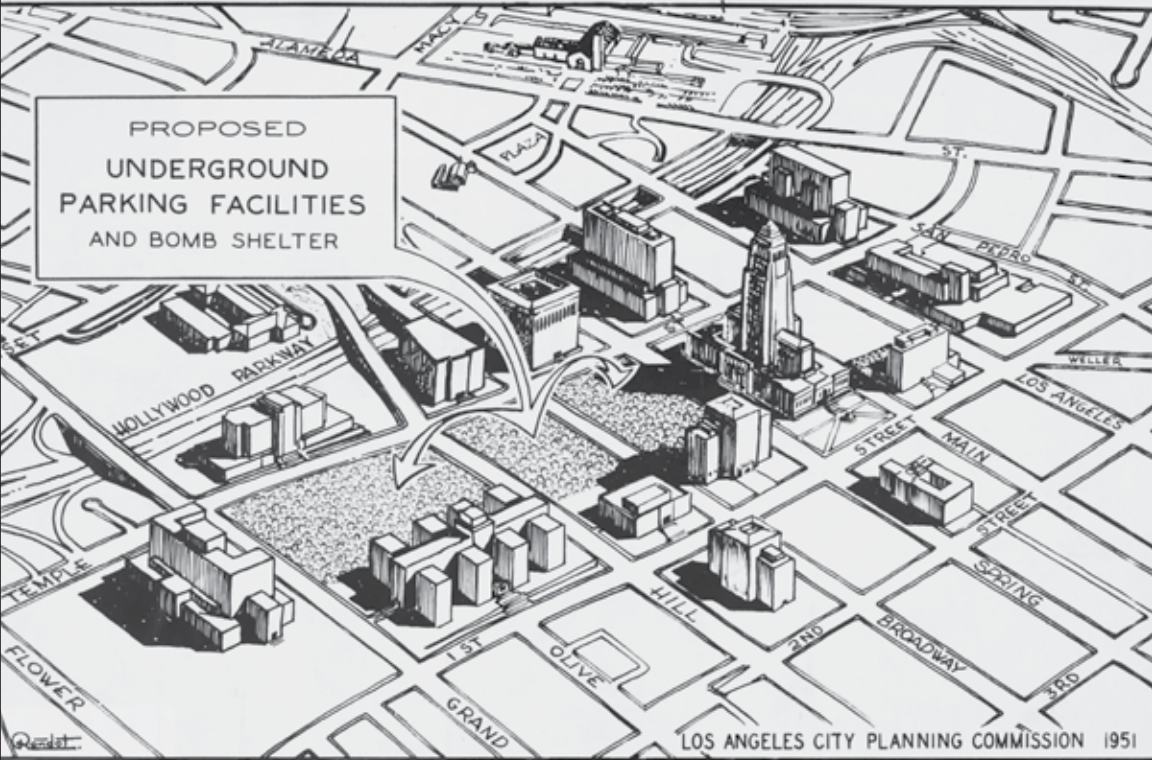 ALAMEDA
MACY
PROPOSED
UNDERGROUND
PARKING FACILITIES
AND BOMB SHELTER
PLAZA
ST.
SAN PEDRO
ST.
WELLER
LOS ANGELES
HOLLYWOOD PARKWAY
STREET
MAIN
STREET
TEMPLE
SPRING
HILL
BROADWAY
1ST
2ND
3RD
OLIVE
FLOWER
GRAND
LOS ANGELES CITY PLANNING COMMISSION 1951